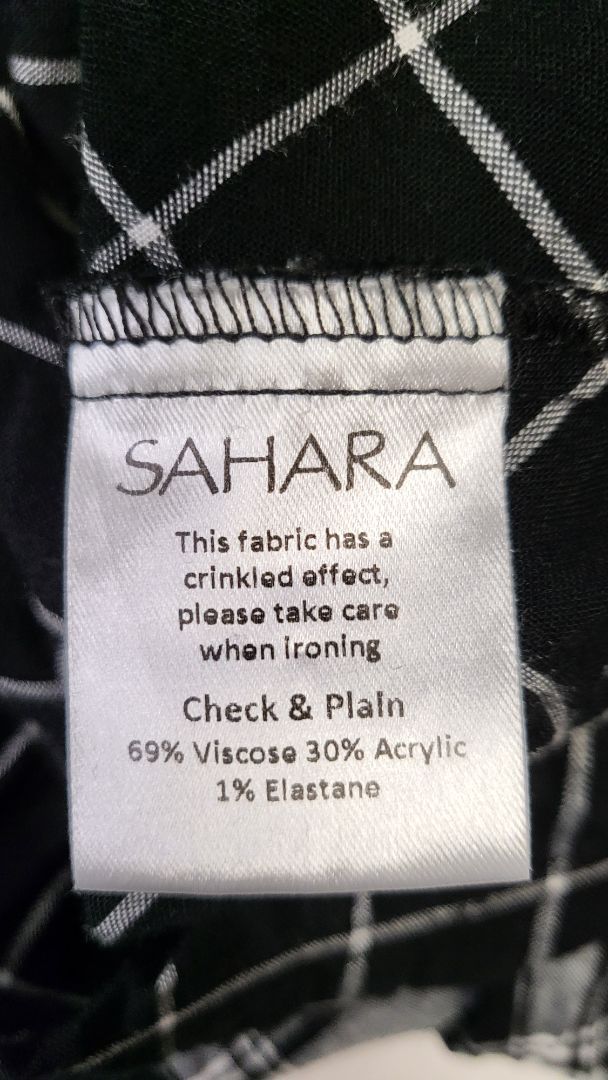 SAHARA
This fabric has a
crinkled effect,
please take care
when ironing
Check & Plain
69% Viscose 30% Acrylic
1% Elastane